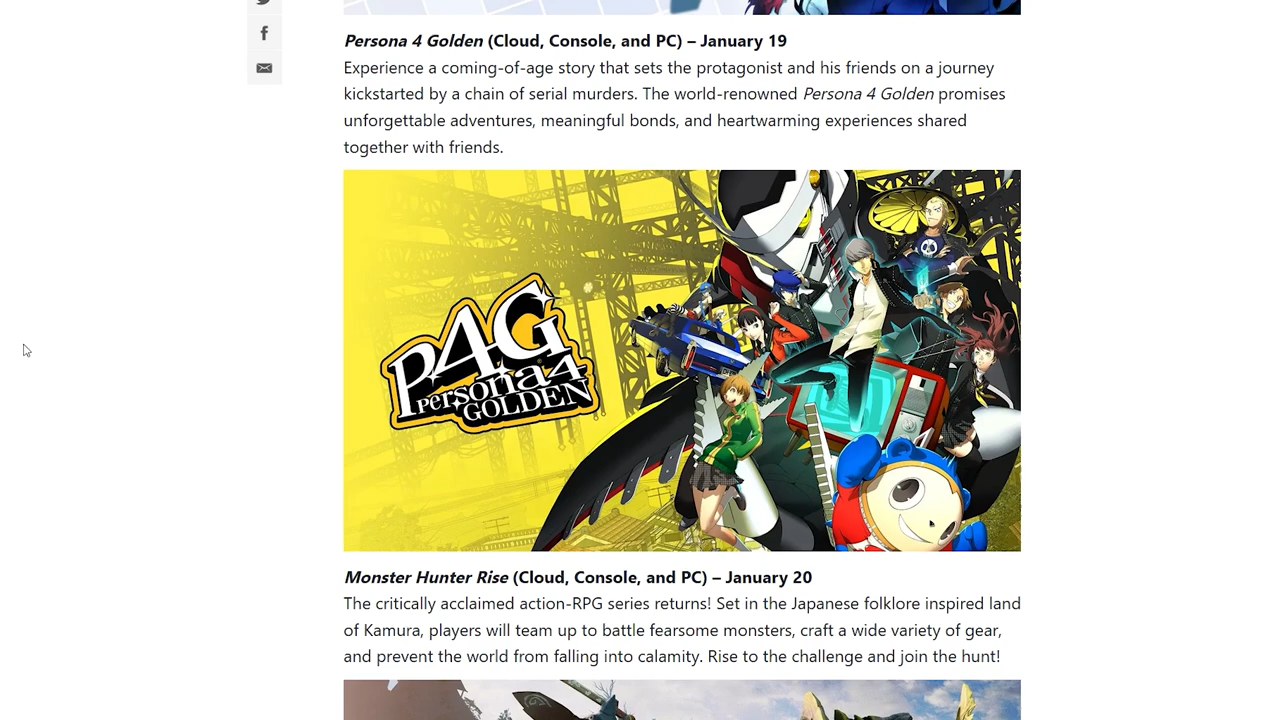 Persona 4 Golden (Cloud, Console, and PC) – January 19
Experience a coming-of-age story that sets the protagonist and his friends on a journey
kickstarted by a chain of serial murders. The world-renowned Persona 4 Golden promises
unforgettable adventures, meaningful bonds, and heartwarming experiences shared
together with friends.
P4G
Persona4
GOLDEN
Monster Hunter Rise (Cloud, Console, and PC) – January 20
The critically acclaimed action-RPG series returns! Set in the Japanese folklore inspired land
of Kamura, players will team up to battle fearsome monsters, craft a wide variety of gear,
and prevent the world from falling into calamity. Rise to the challenge and join the hunt!